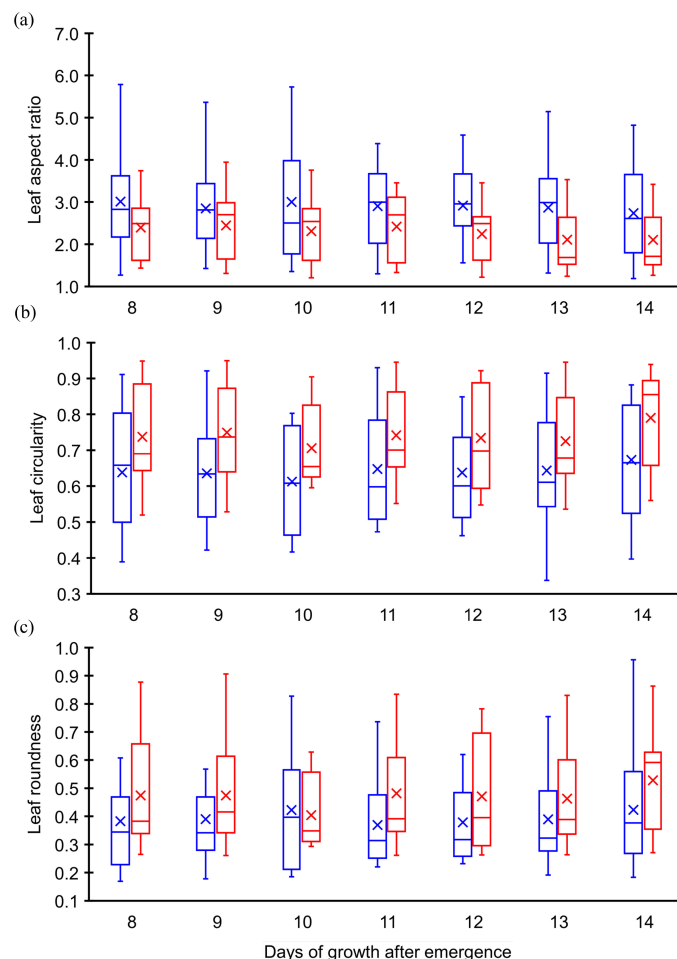 (a)
7.0
6.0
5.0
4.0
3.0
2.0
1.0
Leaf aspect ratio
8 9 10 11 12 13 14
(b)
1.0
0.9
0.8
0.7
0.6
0.5
0.4
0.3
Leaf circularity
8 9 10 11 12 13 14
(c)
1.0
0.9
0.8
0.7
0.6
0.5
0.4
0.3
0.2
0.1
Leaf roundness
8 9 10 11 12 13 14
Days of growth after emergence